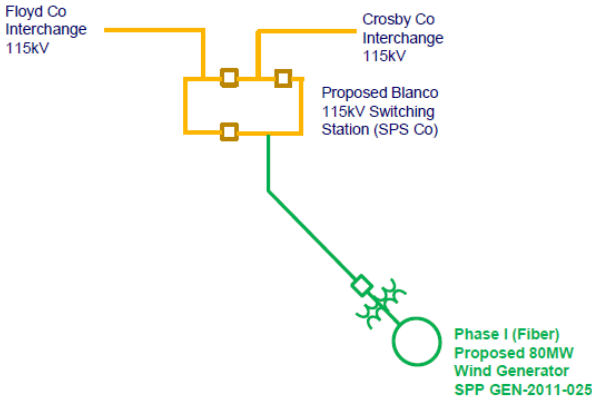 Floyd Co
Interchange
115kV
Crosby Co
Interchange
115kV
Proposed Blanco
115kV Switching
Station (SPS Co)
Phase I (Fiber)
Proposed 80MW
Wind Generator
SPP GEN-2011-025